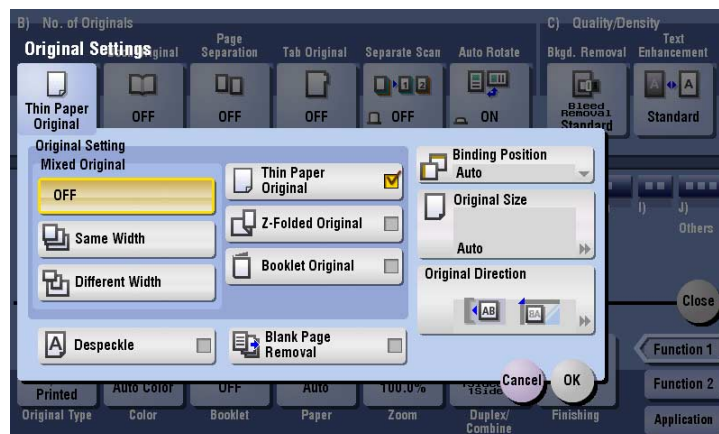 B) No. of Originals
C) Quality/Density
Original Settings
Original
Page
Separation
Tab Original
Separate Scan
Auto Rotate
Bkgd. Removal
Text
Enhancement
Thin Paper
Original
OFF
OFF
OFF
OFF
ON
Bleed
Removal
Standard
Standard
Original Setting
Mixed Original
OFF
Same Width
Different Width
Thin Paper
Original
Z-Folded Original
Booklet Original
Binding Position
Auto
Original Size
Auto
Original Direction
AB
BA
Despeckle
Blank Page
Removal
Cancel
OK
I)
J)
Others
Close
Function 1
Function 2
Application
Printed
Auto Color
OFF
Auto
100.0%
1Side
Original Type
Color
Booklet
Paper
Zoom
Duplex/
Combine
Finishing